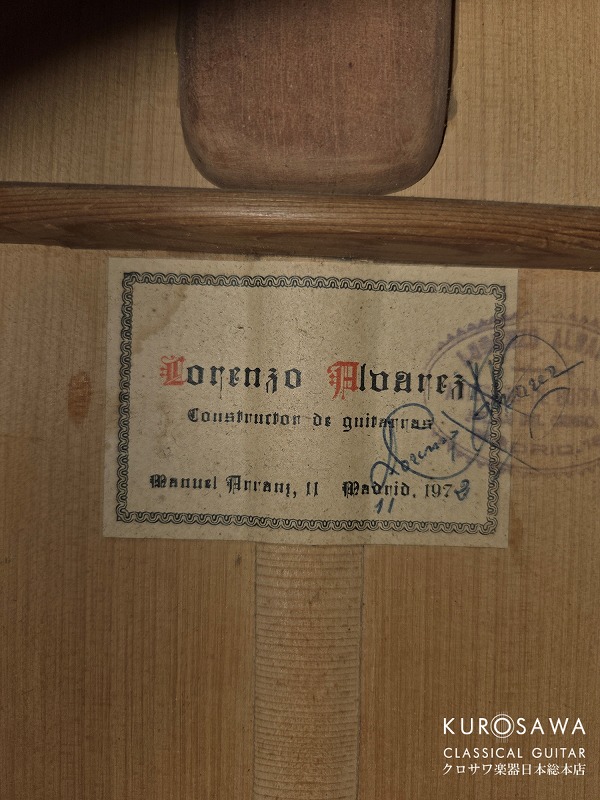 Lorenzo Alvarez
Constructor de guitarras
Manuel Arranz, 11 Madrid, 1973
11
KUROSAWA
CLASSICAL GUITAR
クロサワ楽器日本総本店